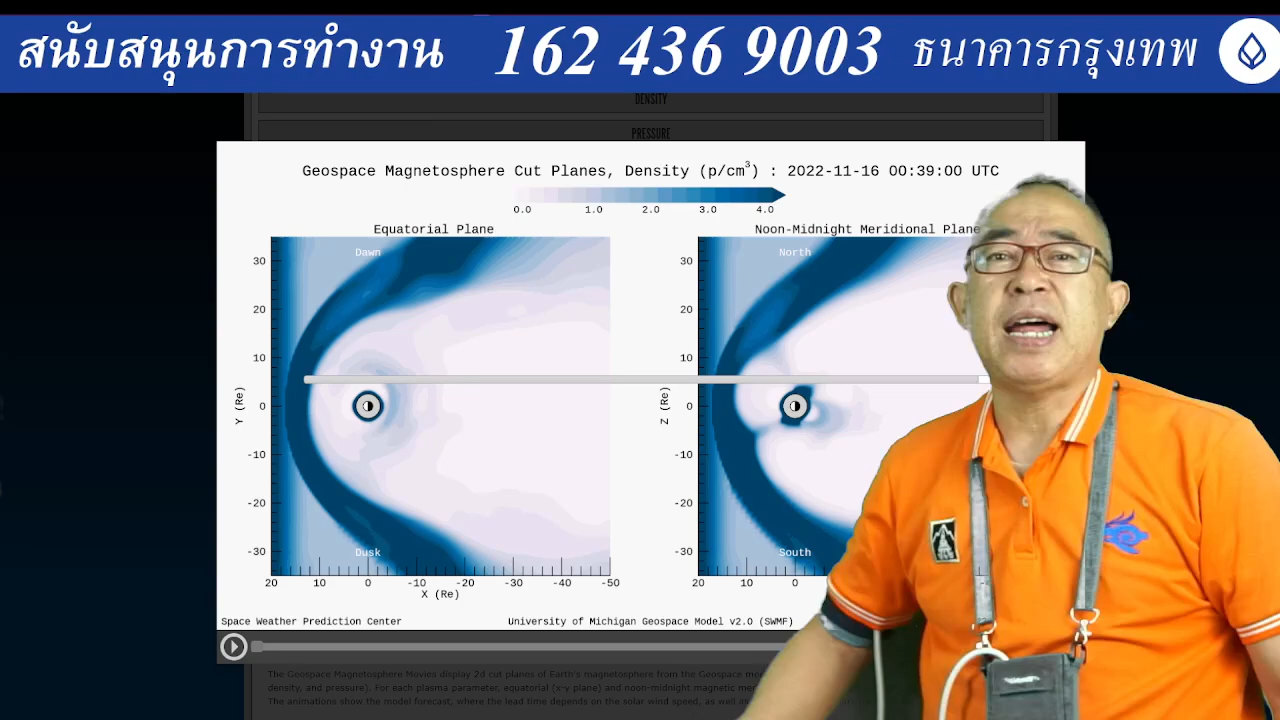 สนับสนุนการทำงาน 162 436 9003 ธนาคารกรุงเทพ
DENSITY
PRESSURE
Geospace Magnetosphere Cut Planes, Density (p/cm3) : 2022-11-16 00:39:00 UTC
0.0 1.0 2.0 3.0 4.0
Equatorial Plane
Noon-Midnight Meridional Plane
Dawn
North
30
20
10
0
-10
-20
-30
Y (Re)
30
20
10
0
-10
-20
-30
Z (Re)
Dusk
South
20 10 0 -10 -20 -30 -40 -50
X (Re)
20 10 0
Space Weather Prediction Center
University of Michigan Geospace Model v2.0 (SWMF)
The Geospace Magnetosphere Movies display 2d cut planes of Earth's magnetosphere from the Geospace
density, and pressure). For each plasma parameter, equatorial (x-y plane) and noon-midnight magnetic
The animations show the model forecast, where the lead time depends on the solar wind speed, as well